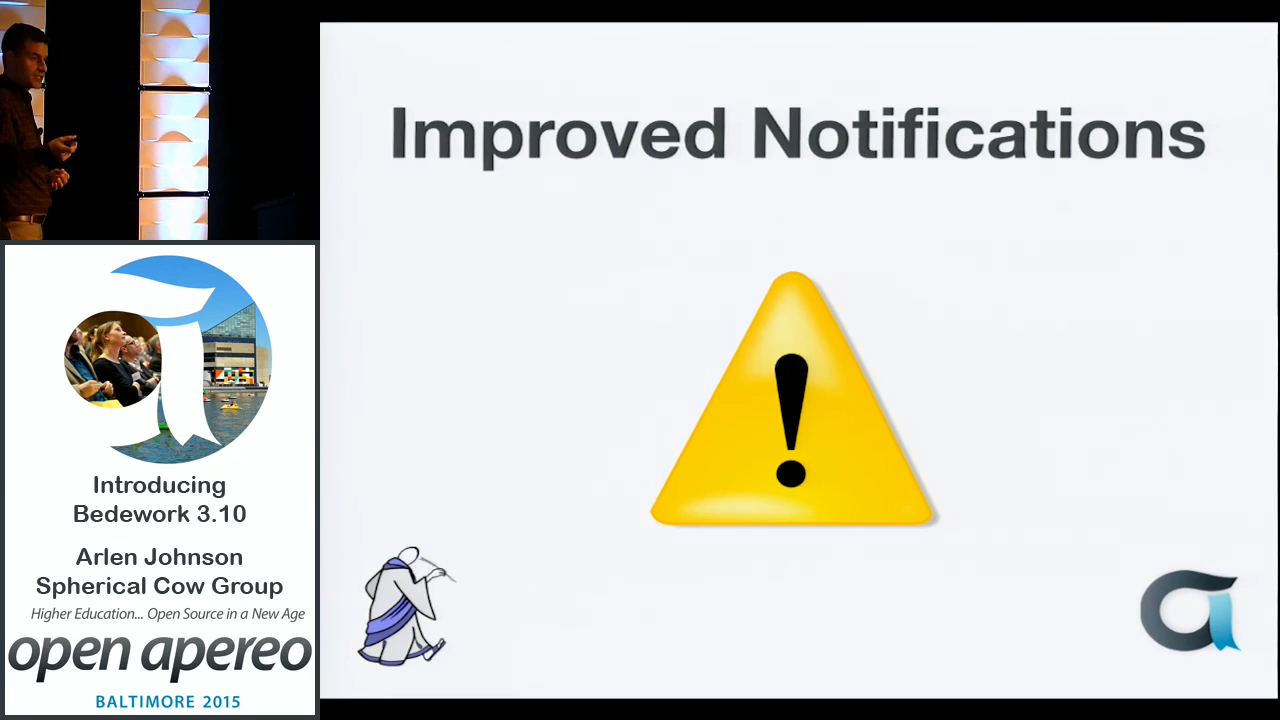 Improved Notifications
!
Introducing
Bedework 3.10
Arlen Johnson
Spherical Cow Group
Higher Education... Open Source in a New Age
open apereo
BALTIMORE 2015